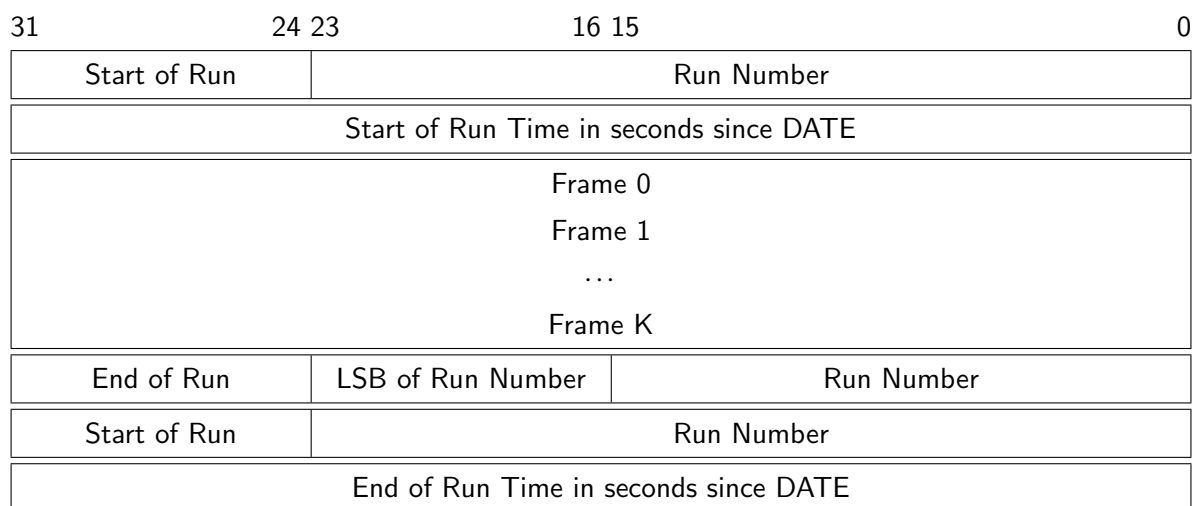 31 24 23 16 15 0
Start of Run Run Number
Start of Run Time in seconds since DATE
Frame 0
Frame 1
...
Frame K
End of Run LSB of Run Number Run Number
Start of Run Run Number
End of Run Time in seconds since DATE